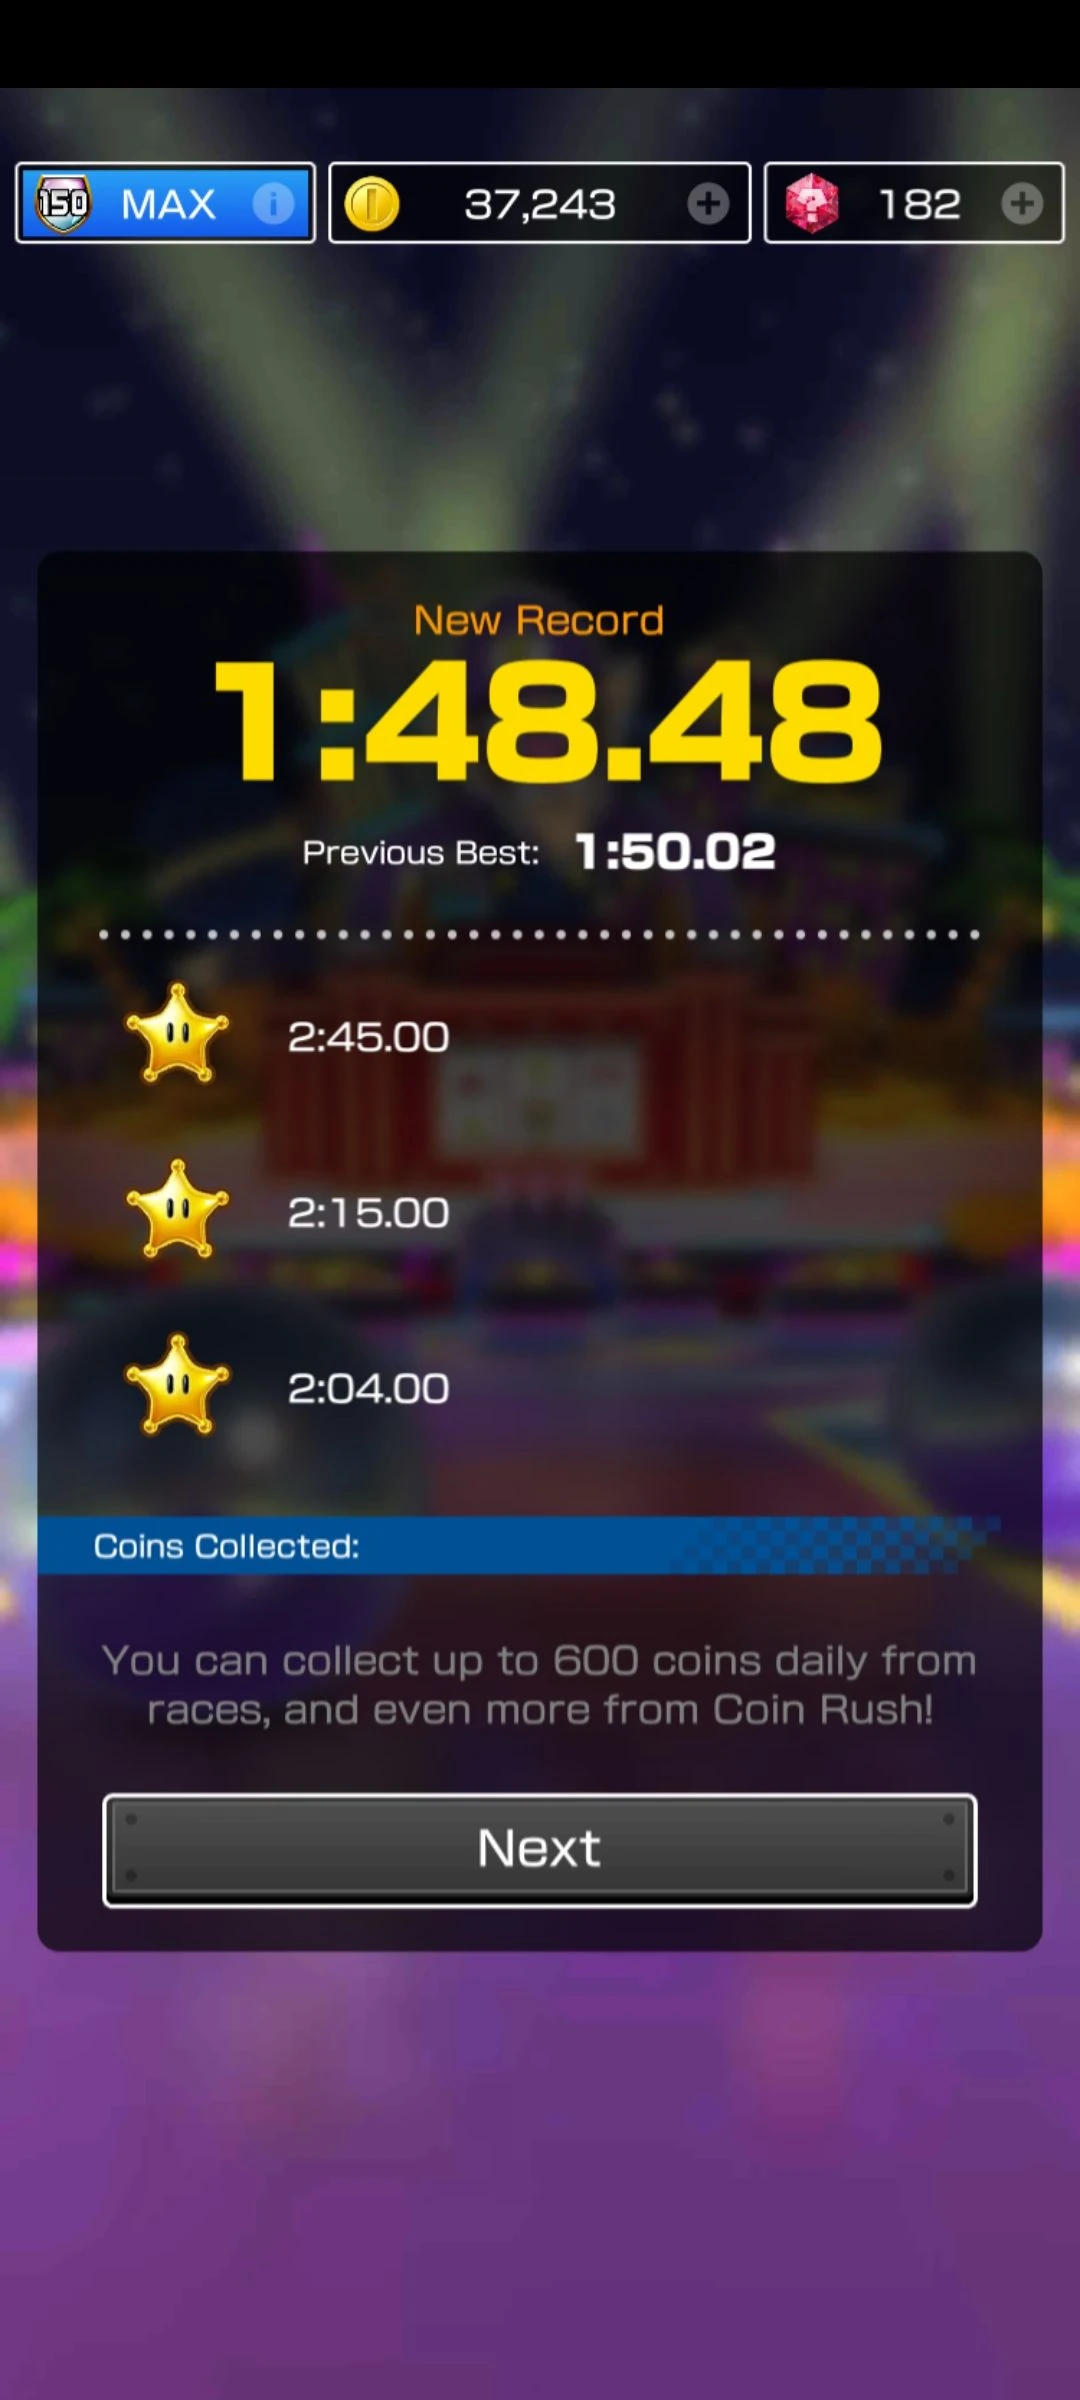 150 MAX i 37,243 + ? 182 +
New Record
1:48.48
Previous Best: 1:50.02
2:45.00
2:15.00
2:04.00
Coins Collected:
You can collect up to 600 coins daily from
races, and even more from Coin Rush!
Next